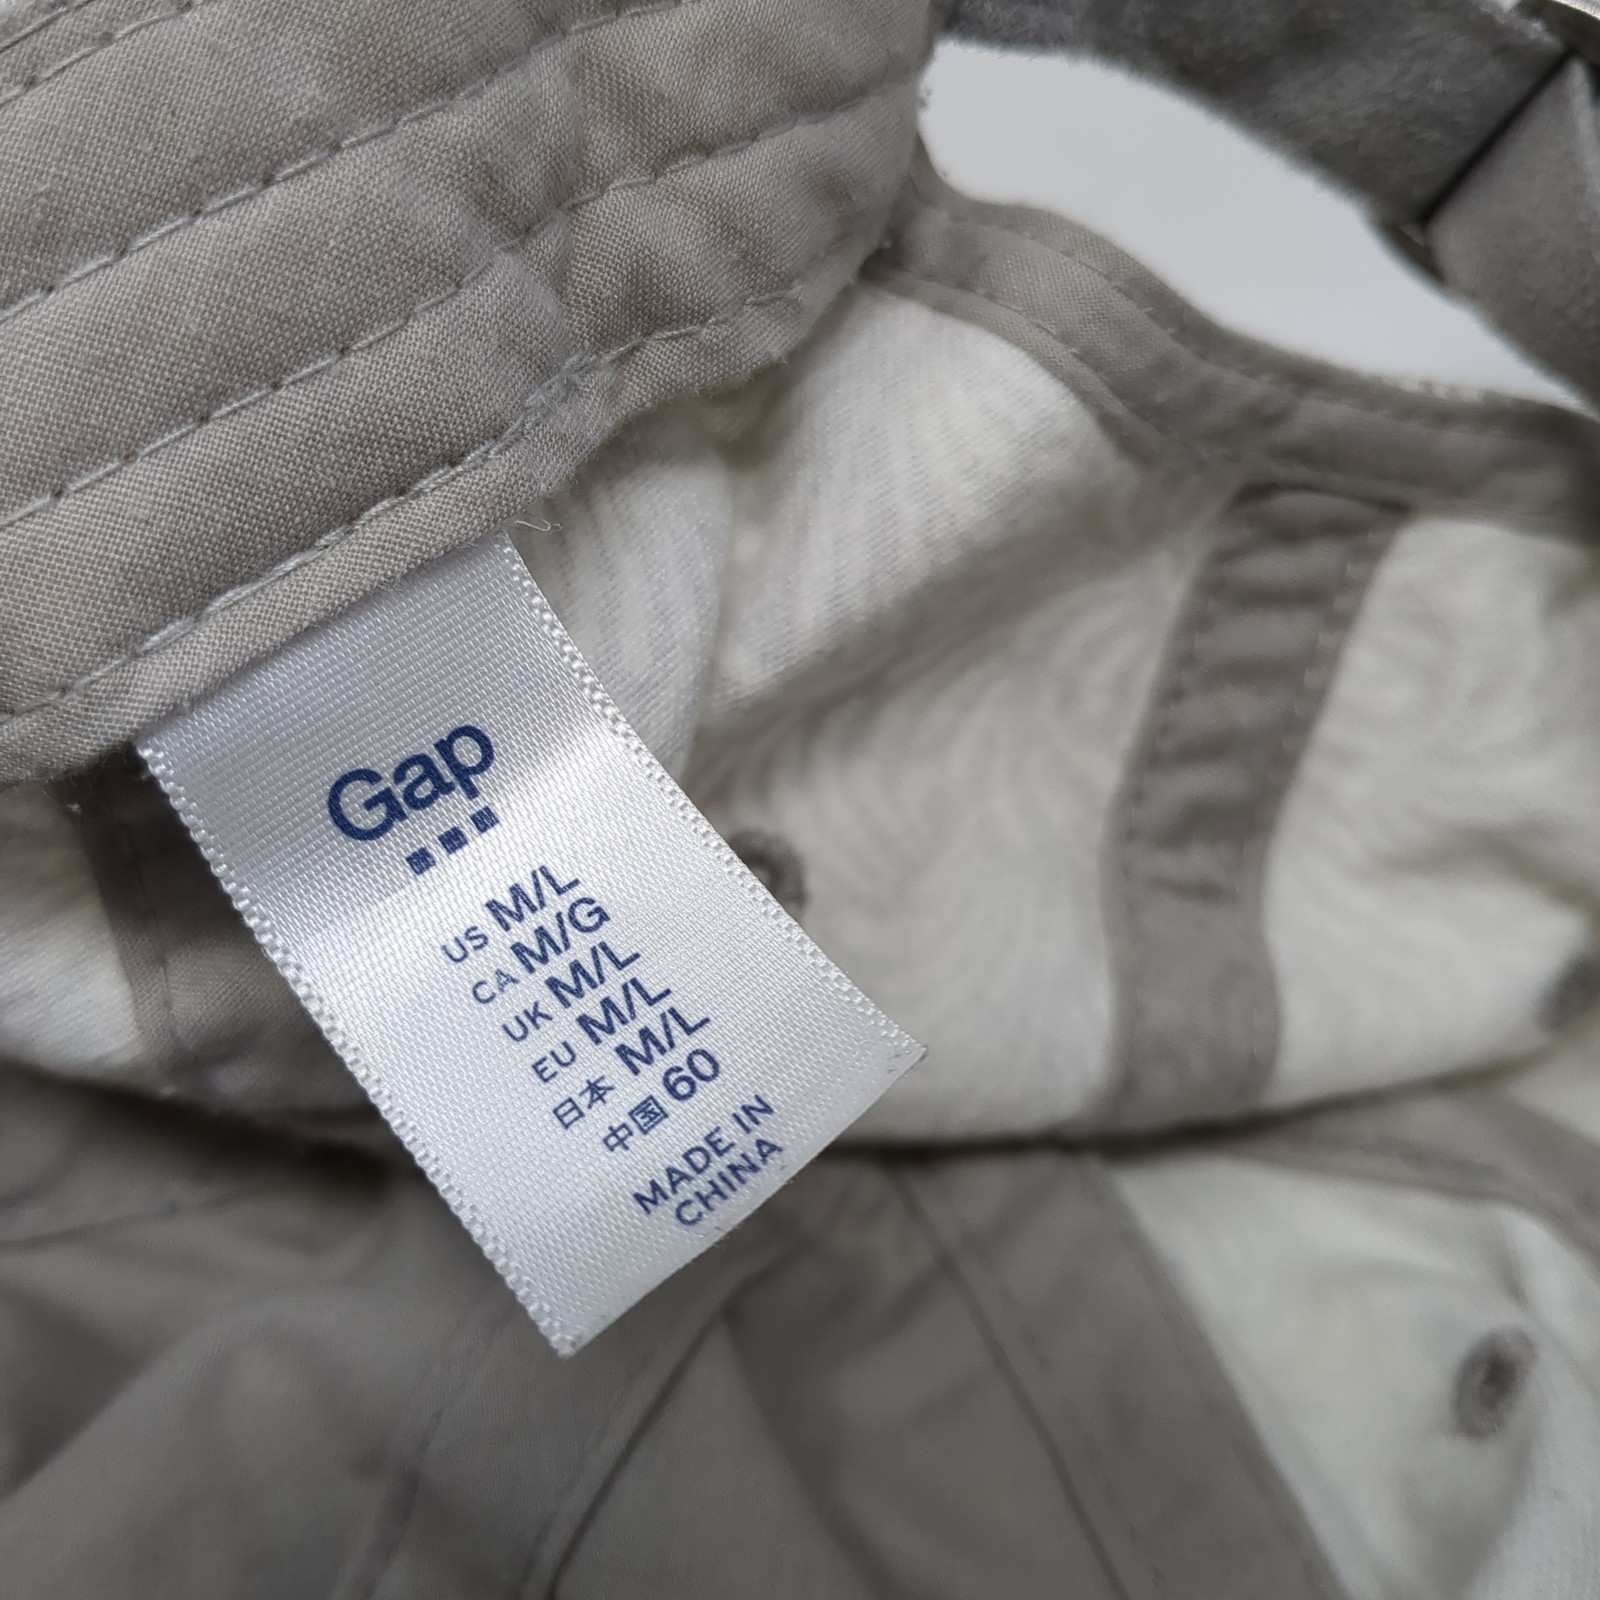 Gap
US M/L
CA M/G
UK M/L
EU M/L
日本 M/L
中国 60
MADE IN
CHINA